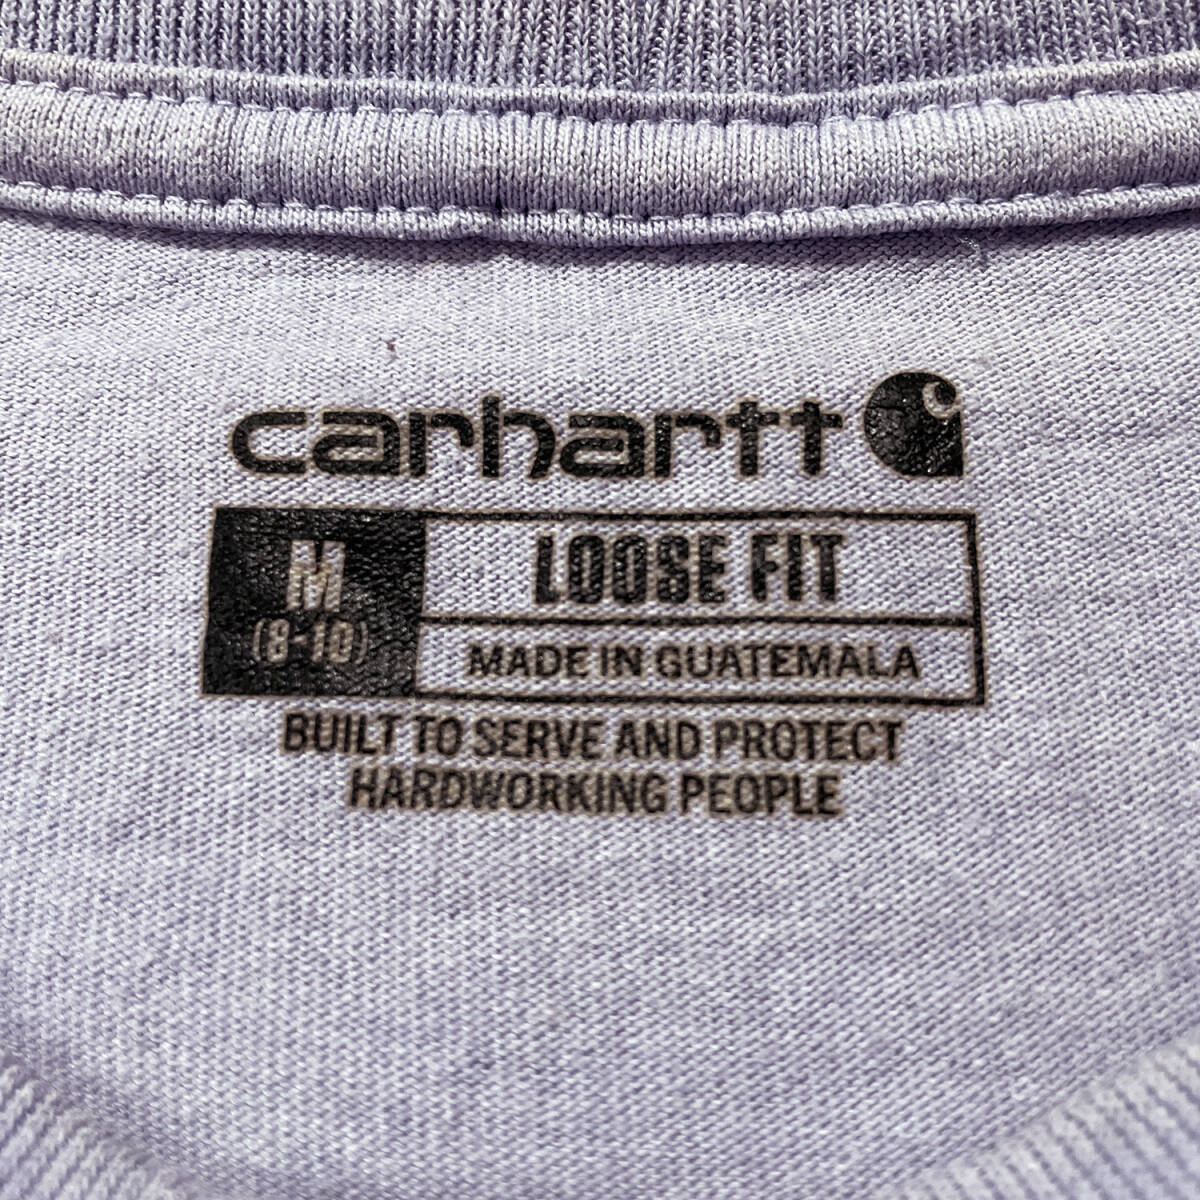 carhartt
M
(8-10)
LOOSE FIT
MADE IN GUATEMALA
BUILT TO SERVE AND PROTECT
HARDWORKING PEOPLE